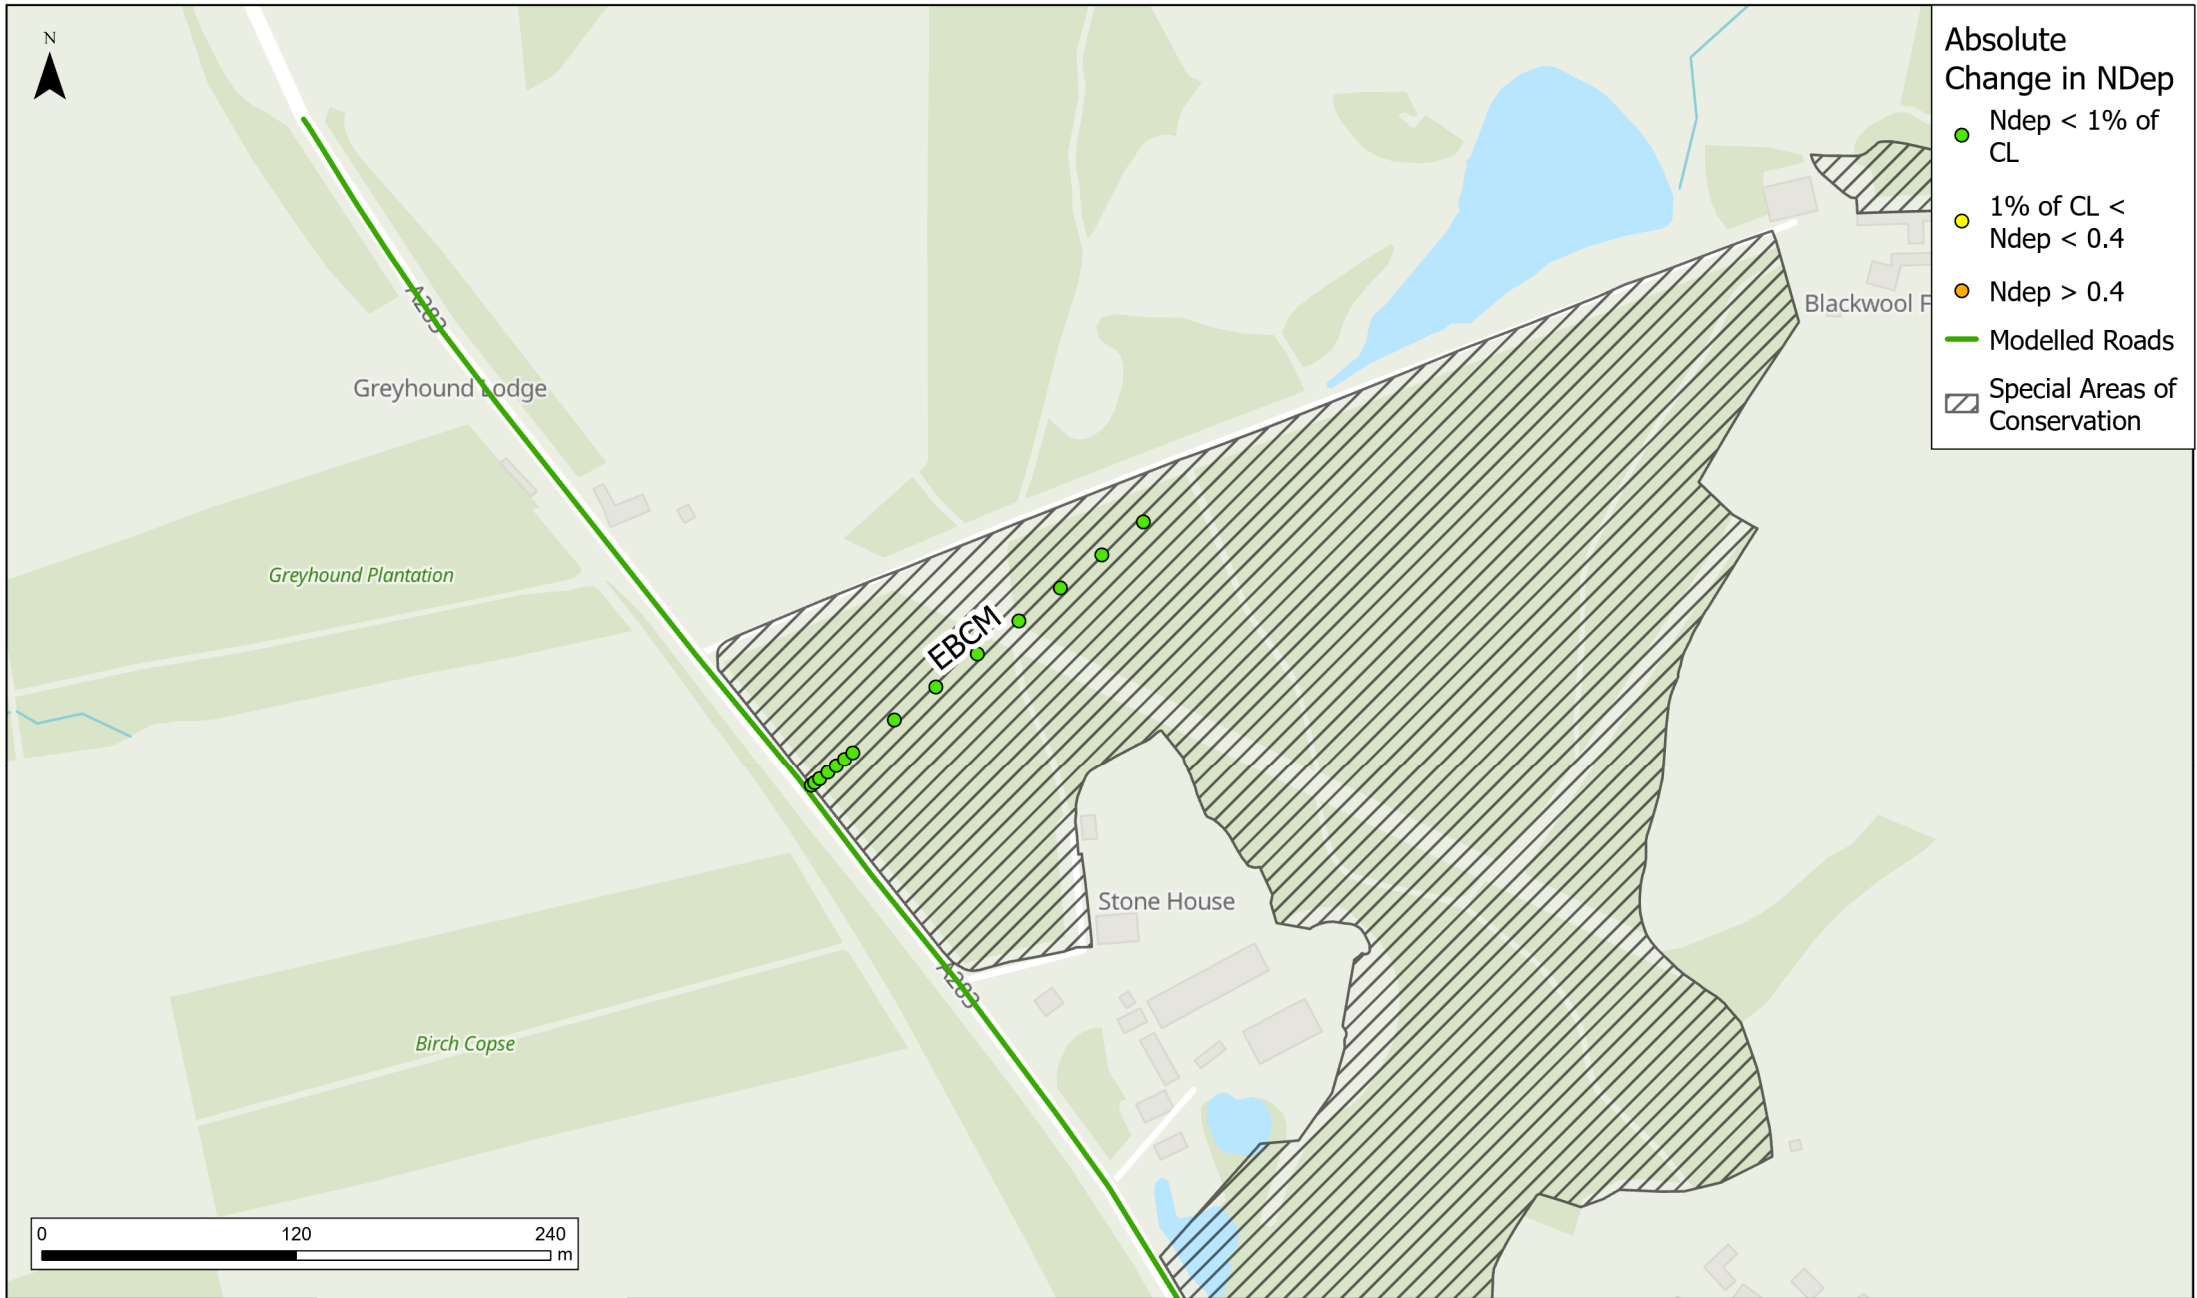 N
Absolute
Change in NDep
Ndep < 1% of
CL
1% of CL <
Ndep < 0.4
Ndep > 0.4
Modelled Roads
Special Areas of
Conservation
A283
Blackwool F
Greyhound Lodge
Greyhound Plantation
EBCM
Stone House
A283
Birch Copse
0 120 240
m